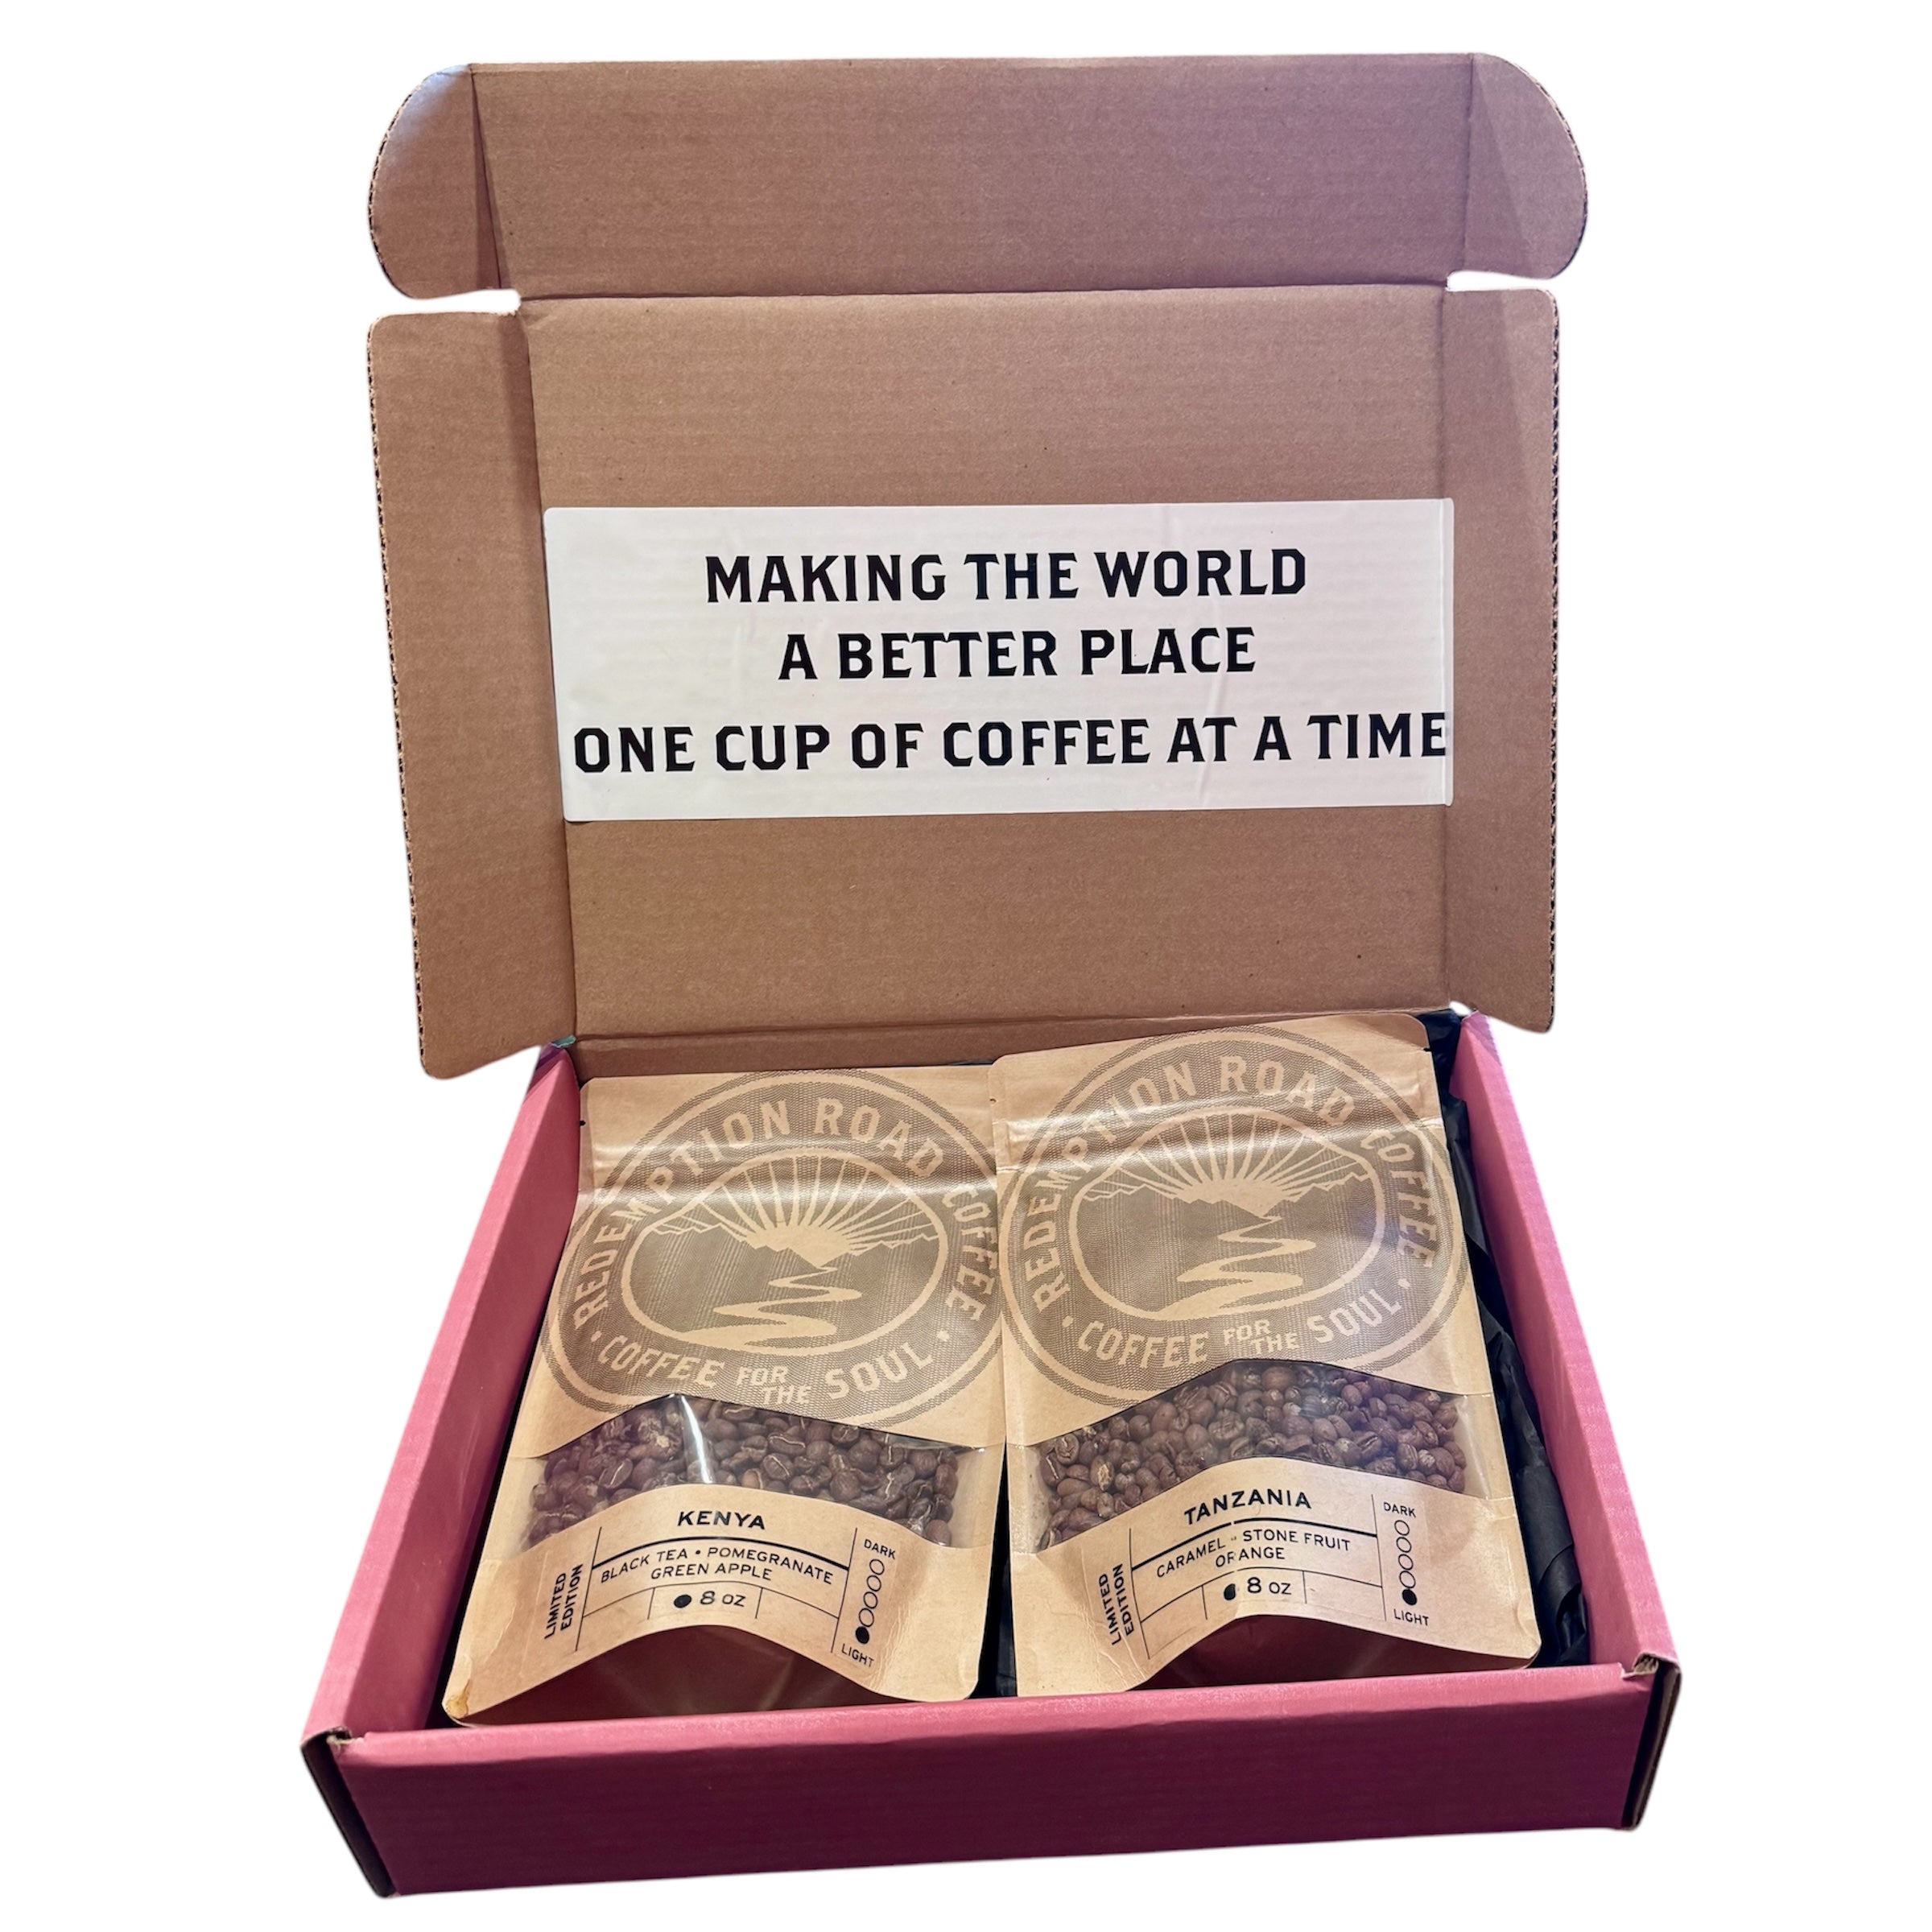 MAKING THE WORLD
A BETTER PLACE
ONE CUP OF COFFEE AT A TIME
REDEMPTION ROAD COFFEE
• COFFEE FOR THE SOUL •
KENYA
BLACK TEA • POMEGRANATE
GREEN APPLE
8 OZ
LIMITED
EDITION
DARK
LIGHT
REDEMPTION ROAD COFFEE
• COFFEE FOR THE SOUL •
TANZANIA
CARAMEL • STONE FRUIT
ORANGE
8 OZ
LIMITED
EDITION
DARK
LIGHT